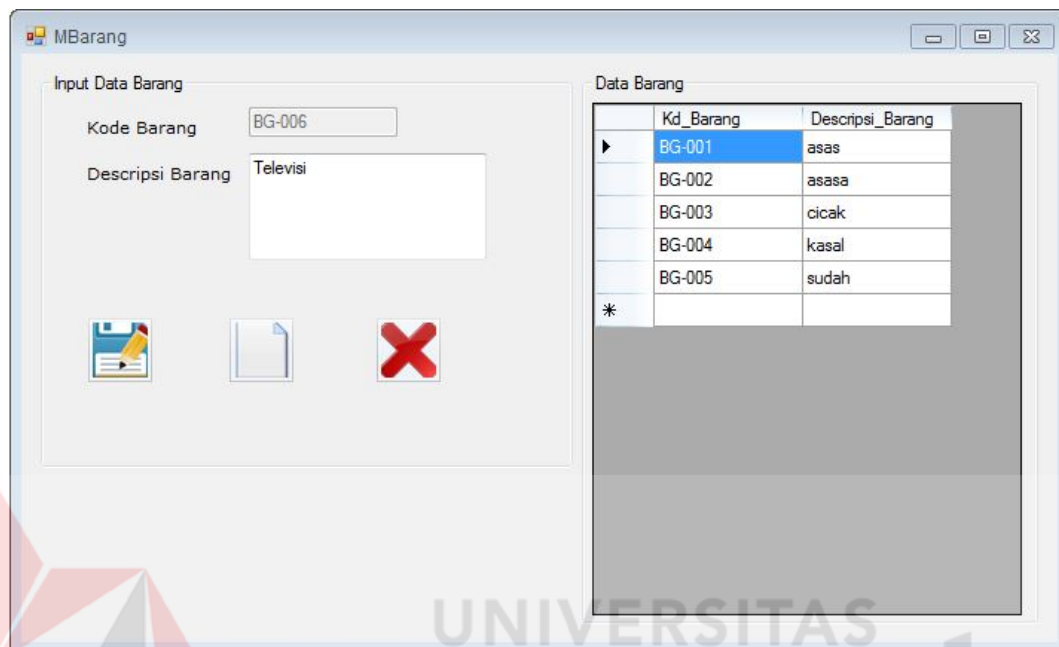 MBarang
Input Data Barang
Kode Barang BG-006
Descripsi Barang Televisi
Data Barang
Kd_Barang Descripsi_Barang
BG-001 asas
BG-002 asasa
BG-003 cicak
BG-004 kasal
BG-005 sudah
UNIVERSITAS